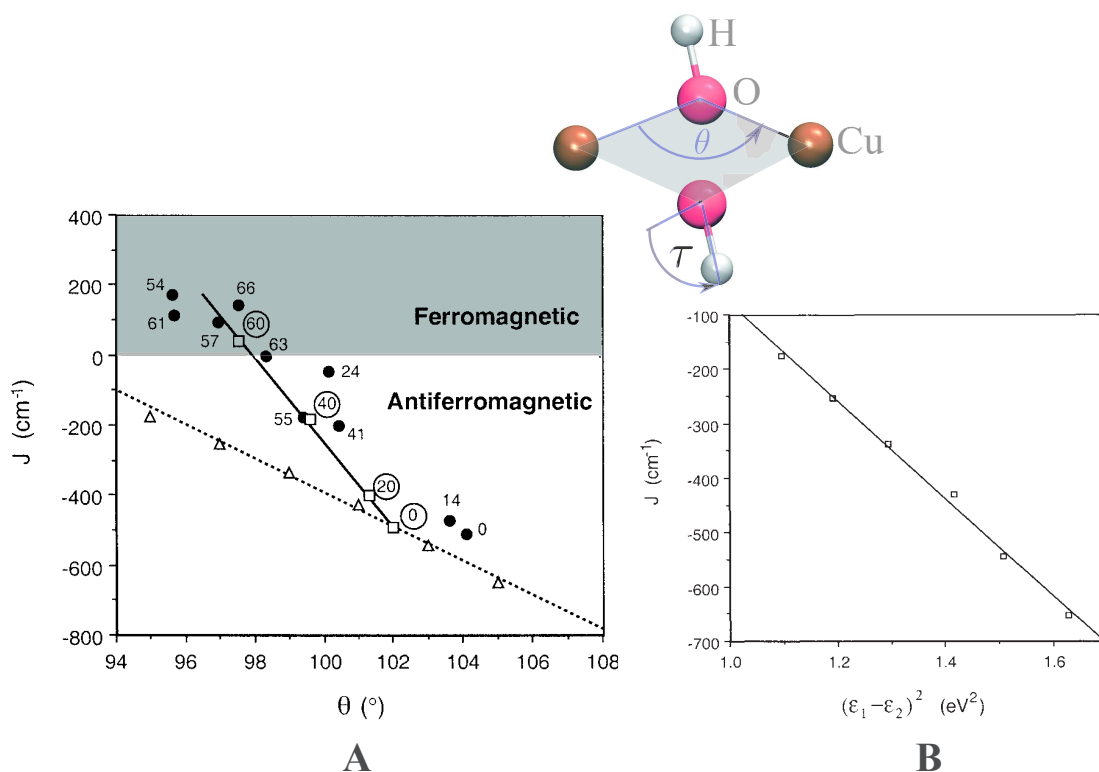 H
O
θ
Cu
τ
400
200
0
-200
-400
-600
-800
J (cm⁻¹)
54
61
57
66
60
63
24
55
40
41
20
0
14
0
Ferromagnetic
Antiferromagnetic
94 96 98 100 102 104 106 108
θ (°)
A
-100
-200
-300
-400
-500
-600
-700
J (cm⁻¹)
1.0 1.2 1.4 1.6
(ε₁−ε₂)² (eV²)
B